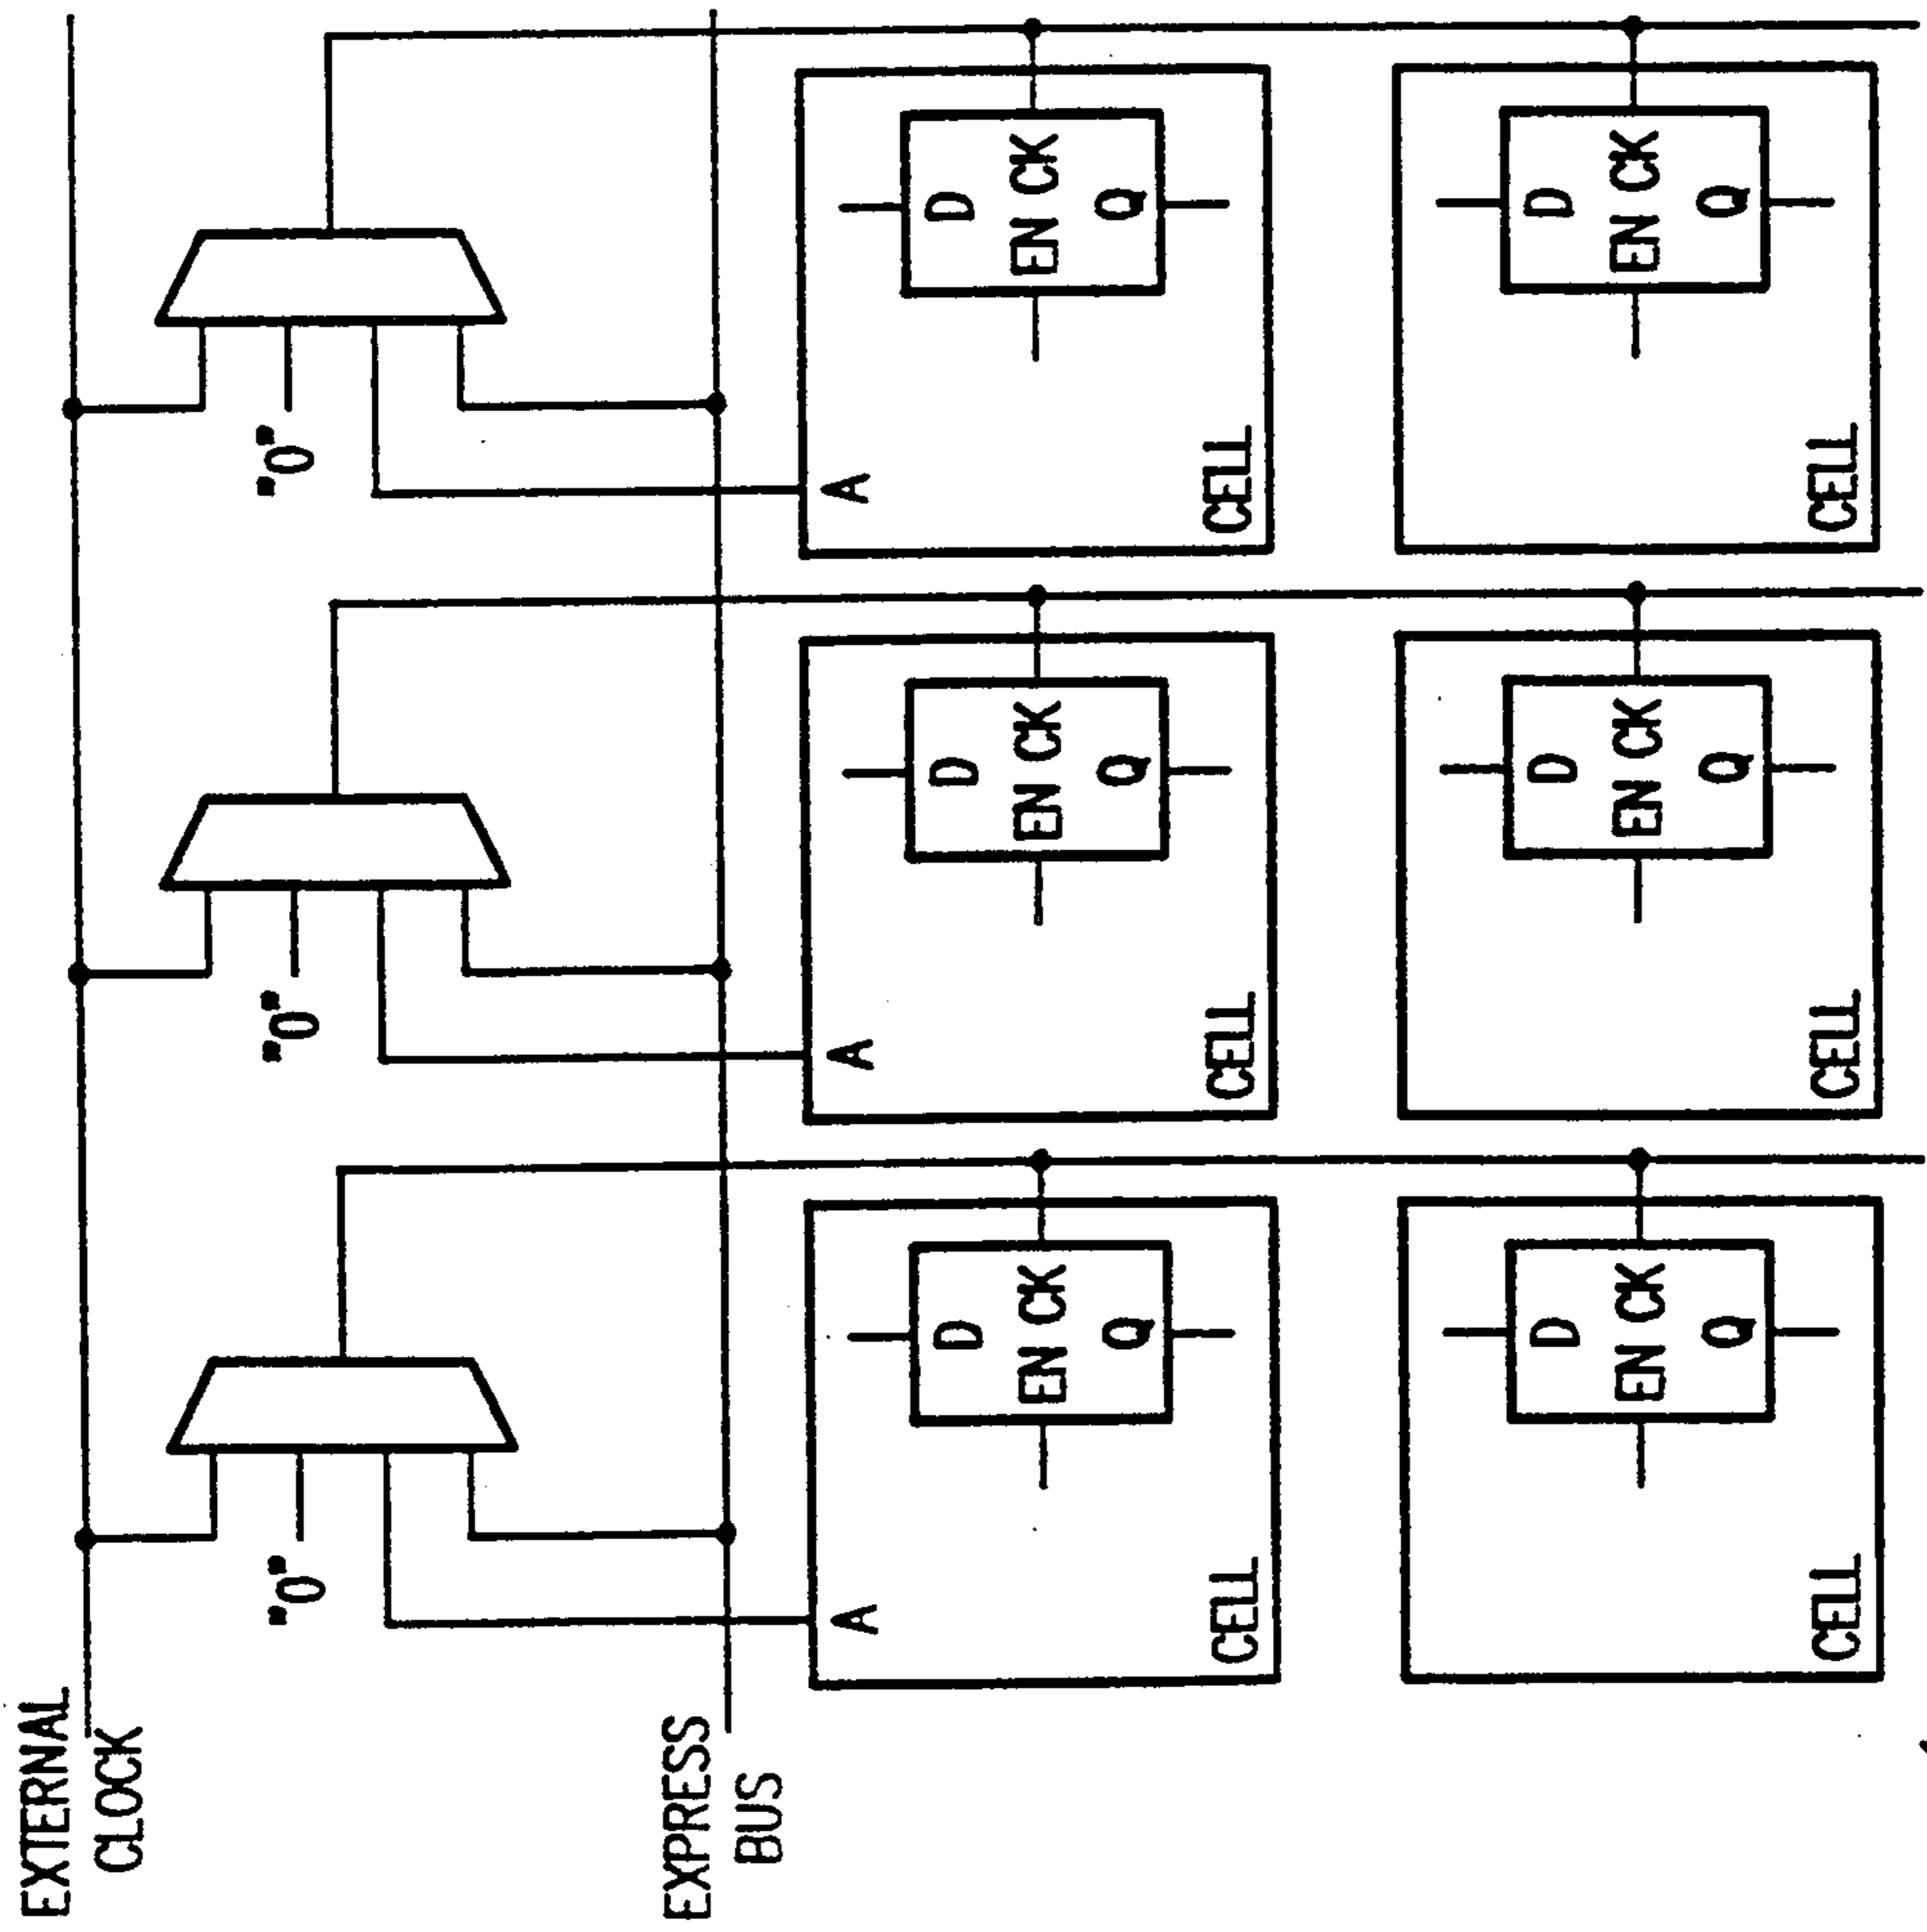 EXTERNAL
CLOCK
"0"
"0"
"0"
EXPRESS
BUS
A
D
EN CK
Q
CELL
A
D
EN CK
Q
CELL
A
D
EN CK
Q
CELL
D
EN CK
Q
CELL
D
EN CK
Q
CELL
D
EN CK
Q
CELL